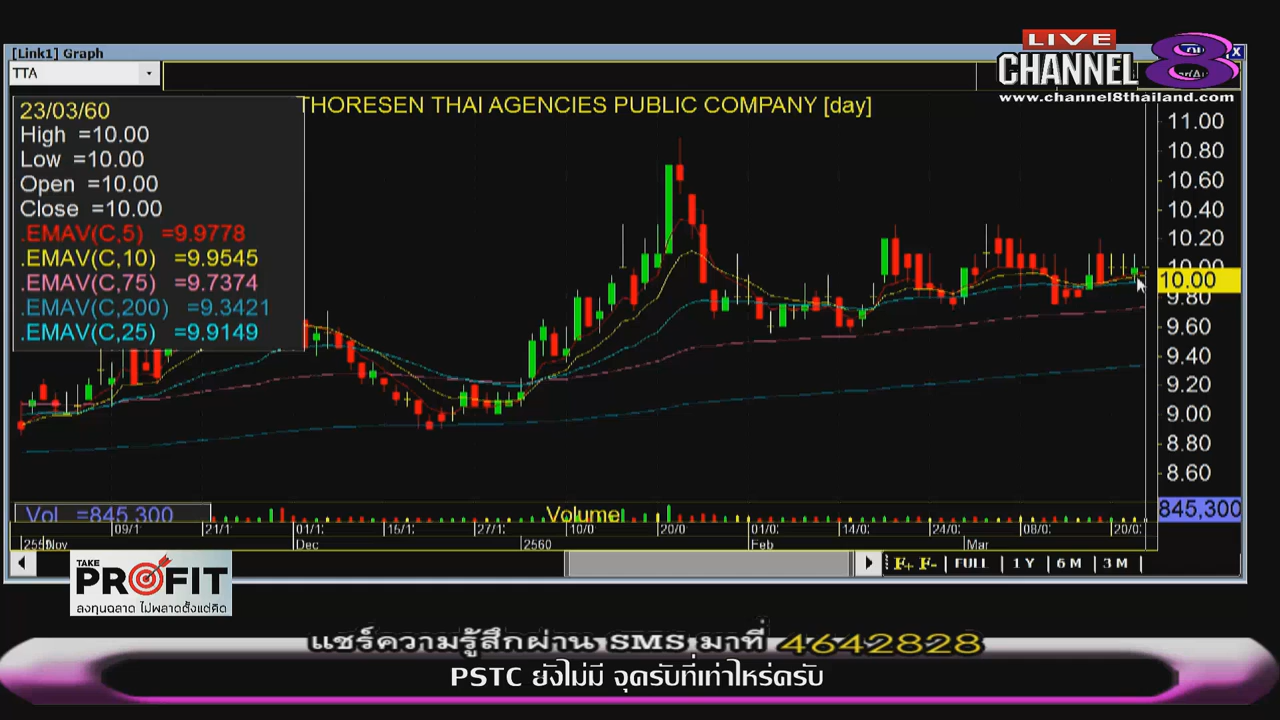 [Link1] Graph
TTA
LIVE
CHANNEL 8
www.channel8thailand.com
THORESEN THAI AGENCIES PUBLIC COMPANY [day]
23/03/60
High =10.00
Low =10.00
Open =10.00
Close =10.00
.EMAV(C,5) =9.9778
.EMAV(C,10) =9.9545
.EMAV(C,75) =9.7374
.EMAV(C,200) =9.3421
.EMAV(C,25) =9.9149
11.00
10.80
10.60
10.40
10.20
10.00
10.00
9.80
9.60
9.40
9.20
9.00
8.80
8.60
Vol =845,300
Volume
845,300
09/1 21/1 01/1 15/1 27/1 10/0 20/0 01/0 14/0 24/0 08/0 20/0
Nov Dec 2560 Feb Mar
F+ F- FULL 1 Y 6 M 3 M
TAKE
PROFIT
ลงทุนฉลาด ไม่พลาดตั้งแต่คิด
แชร์ความรู้สึกผ่าน SMS มาที่ 4642828
PSTC ยังไม่มี จุดรับที่เท่าไหร่ครับ